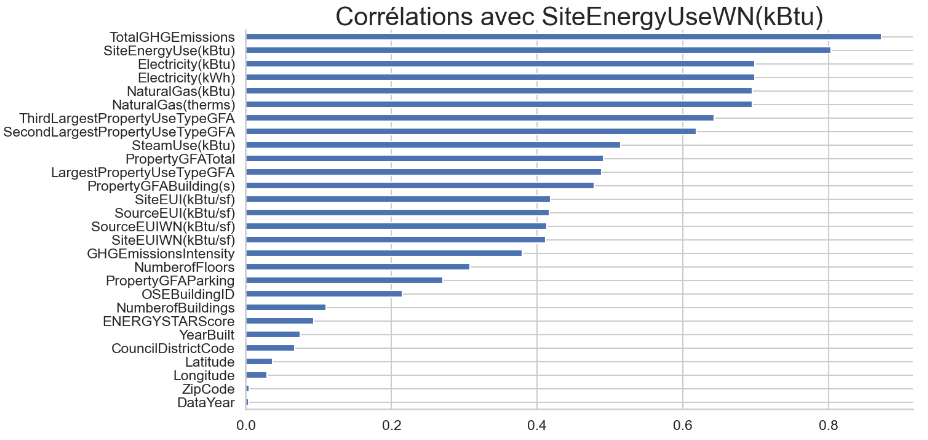 Corrélations avec SiteEnergyUseWN(kBtu)
TotalGHGEmissions
SiteEnergyUse(kBtu)
Electricity(kBtu)
Electricity(kWh)
NaturalGas(kBtu)
NaturalGas(therms)
ThirdLargestPropertyUseTypeGFA
SecondLargestPropertyUseTypeGFA
SteamUse(kBtu)
PropertyGFATotal
LargestPropertyUseTypeGFA
PropertyGFABuilding(s)
SiteEUI(kBtu/sf)
SourceEUI(kBtu/sf)
SourceEUIWN(kBtu/sf)
SiteEUIWN(kBtu/sf)
GHGEmissionsIntensity
NumberofFloors
PropertyGFAParking
OSEBuildingID
NumberofBuildings
ENERGYSTARScore
YearBuilt
CouncilDistrictCode
Latitude
Longitude
ZipCode
DataYear
0.0 0.2 0.4 0.6 0.8